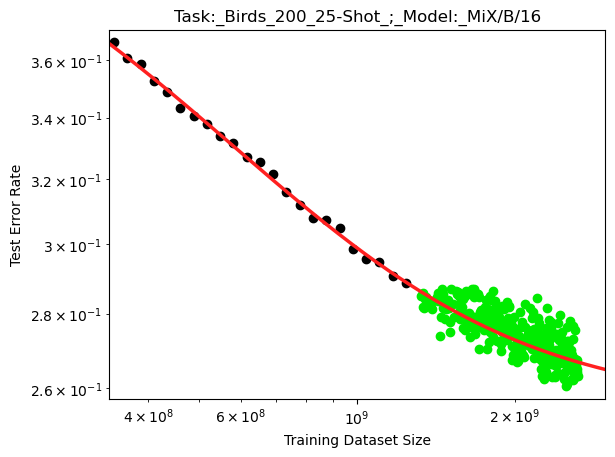 Task:_Birds_200_25-Shot_;_Model:_MiX/B/16
Test Error Rate
3.6 × 10⁻¹
3.4 × 10⁻¹
3.2 × 10⁻¹
3 × 10⁻¹
2.8 × 10⁻¹
2.6 × 10⁻¹
4 × 10⁸ 6 × 10⁸ 10⁹ 2 × 10⁹
Training Dataset Size